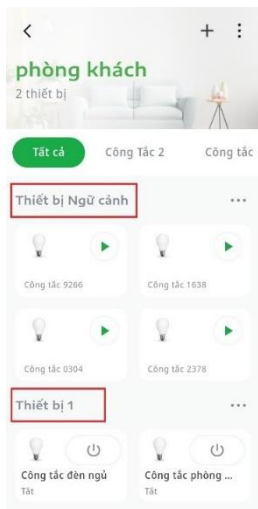 phòng khách
2 thiết bị
Tất cả Công Tắc 2 Công tắc
Thiết bị Ngữ cảnh
Công tắc 9266 Công tắc 1638
Công tắc 0304 Công tắc 2378
Thiết bị 1
Công tắc đèn ngủ Công tắc phòng ...
Tắt Tắt